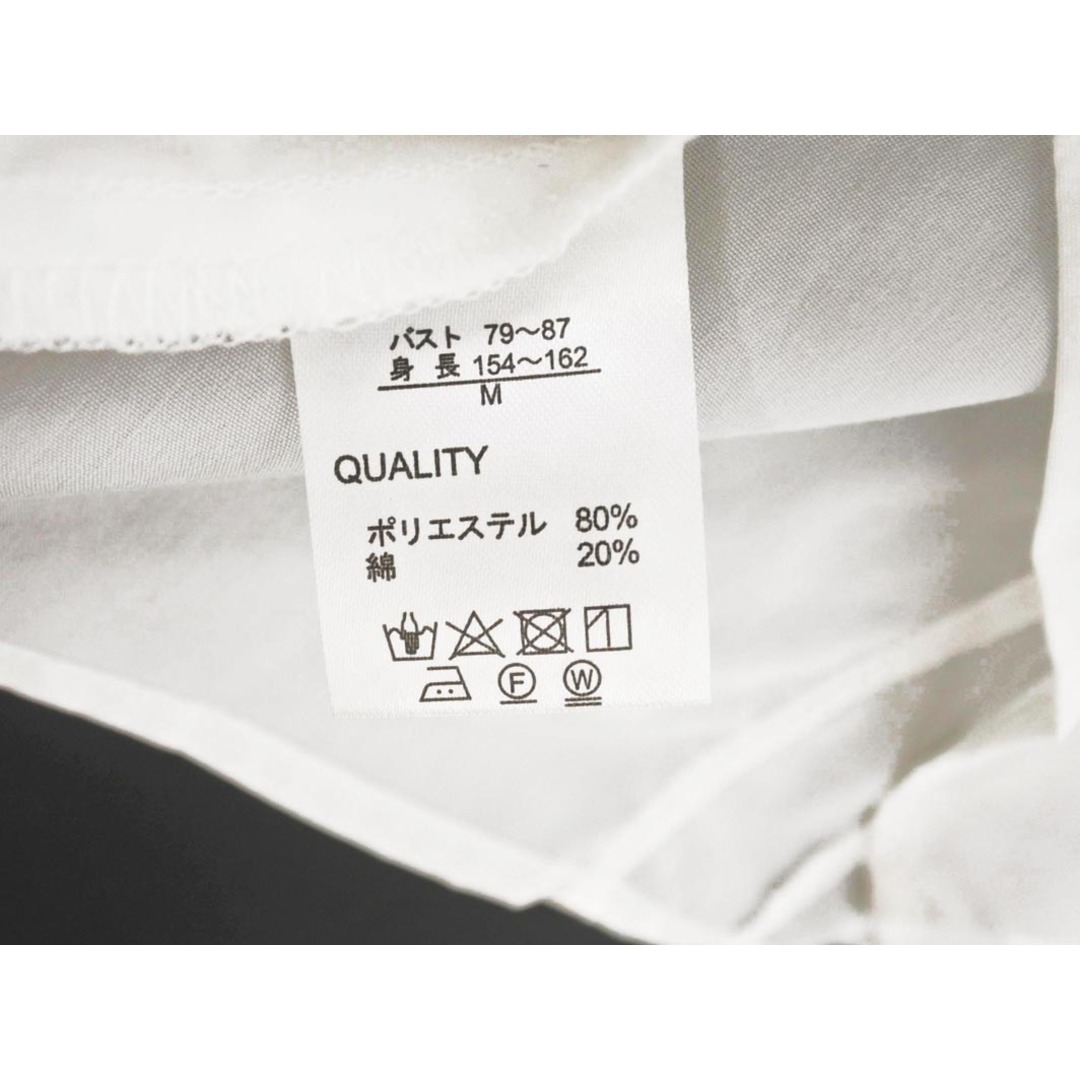 バスト 79～87
身長 154～162
M
QUALITY
ポリエステル 80%
綿 20%
F W